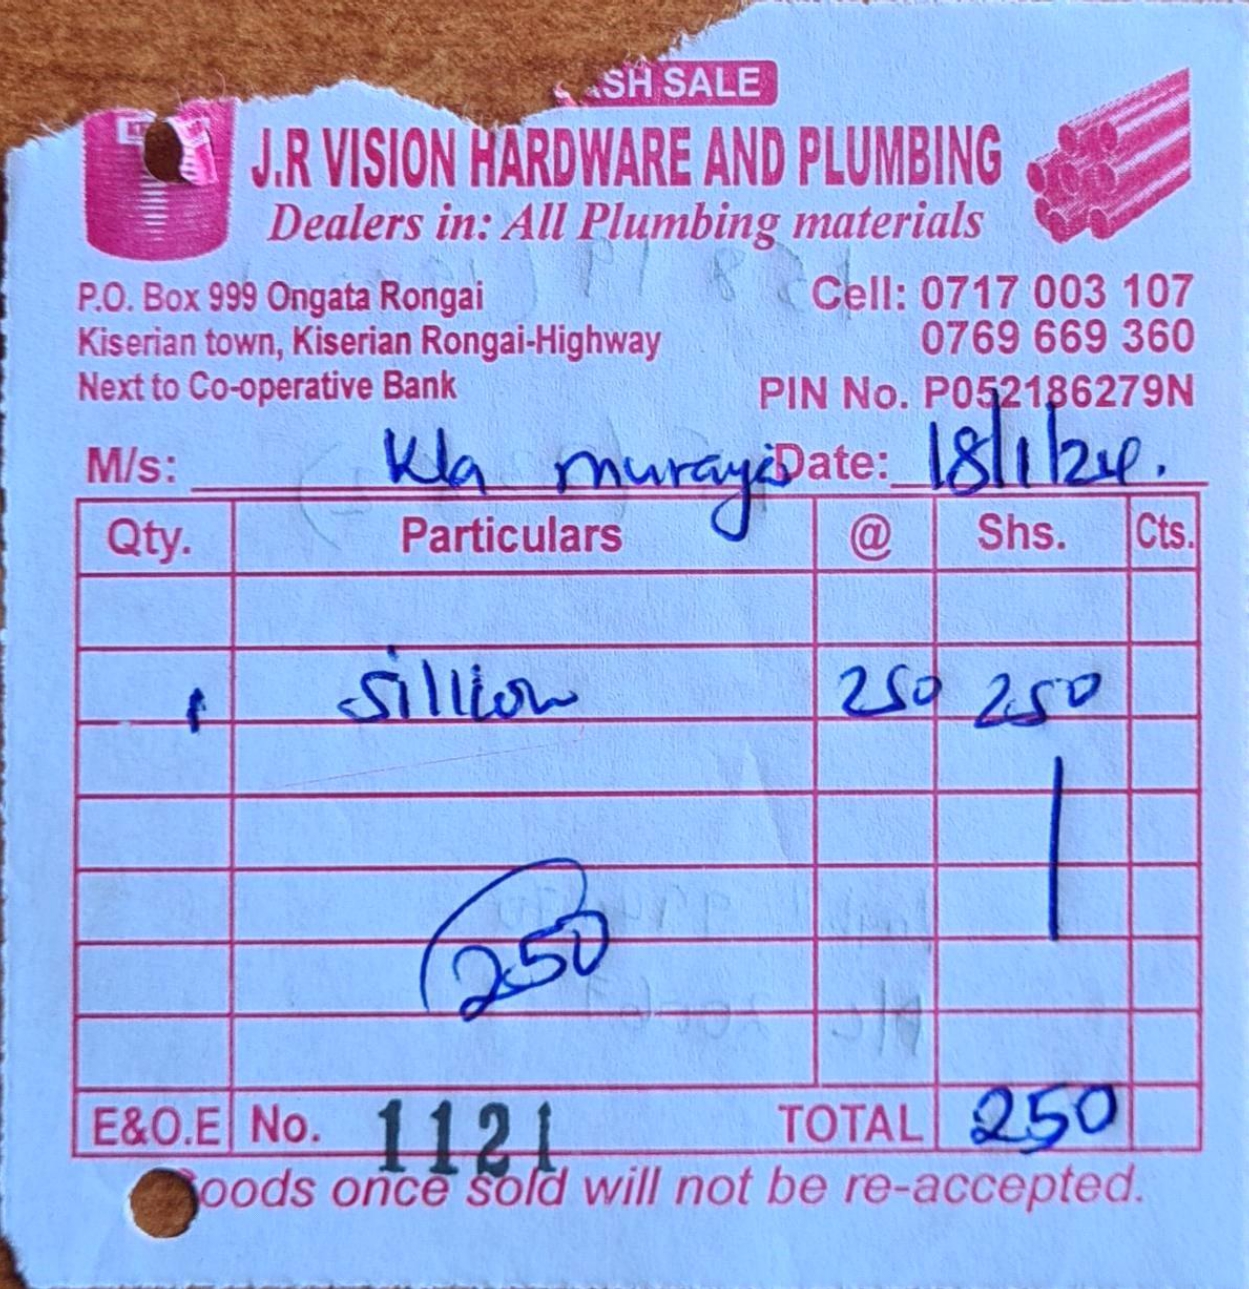 ASH SALE
J.R VISION HARDWARE AND PLUMBING
Dealers in: All Plumbing materials
P.O. Box 999 Ongata Rongai
Kiserian town, Kiserian Rongai-Highway
Next to Co-operative Bank
Cell: 0717 003 107
0769 669 360
PIN No. P052186279N
M/s: Kla Date: 18/1/24.
Qty. Particulars @ Shs. Cts.
1 250 250
250
E&O.E No. 1121 TOTAL 250
oods once sold will not be re-accepted.